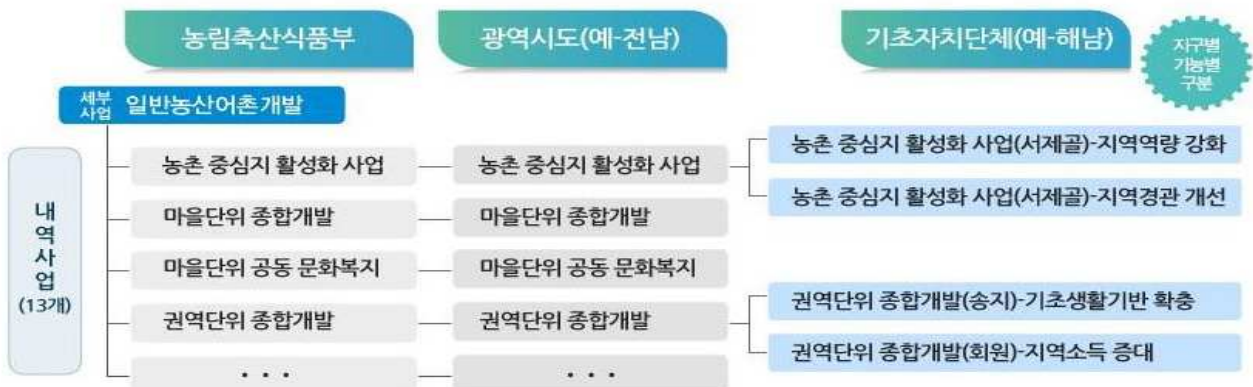 농림축산식품부
광역시도(예-전남)
기초자치단체(예-해남)
지구별
기능별
구분
세부
사업
일반농산어촌개발
내
역
사
업
(13개)
농촌 중심지 활성화 사업
농촌 중심지 활성화 사업
농촌 중심지 활성화 사업(서제골)-지역역량 강화
농촌 중심지 활성화 사업(서제골)-지역경관 개선
마을단위 종합개발
마을단위 종합개발
마을단위 공동 문화복지
마을단위 공동 문화복지
권역단위 종합개발
권역단위 종합개발
권역단위 종합개발(송지)-기초생활기반 확충
권역단위 종합개발(회원)-지역소득 증대
• • •
• • •